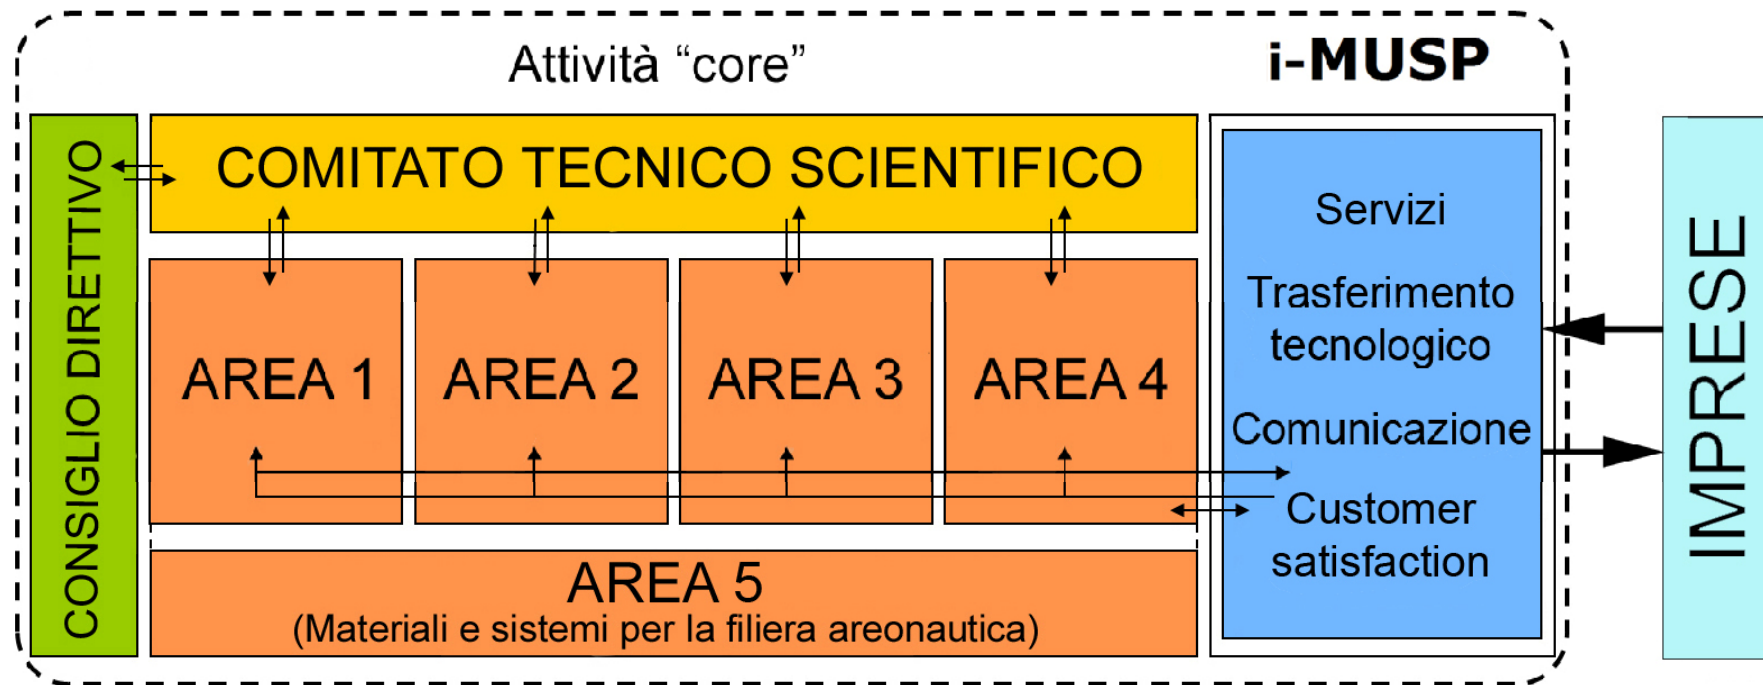 Attività “core”
i-MUSP
CONSIGLIO DIRETTIVO
COMITATO TECNICO SCIENTIFICO
AREA 1
AREA 2
AREA 3
AREA 4
AREA 5
(Materiali e sistemi per la filiera areonautica)
Servizi
Trasferimento
tecnologico
Comunicazione
Customer
satisfaction
IMPRESE